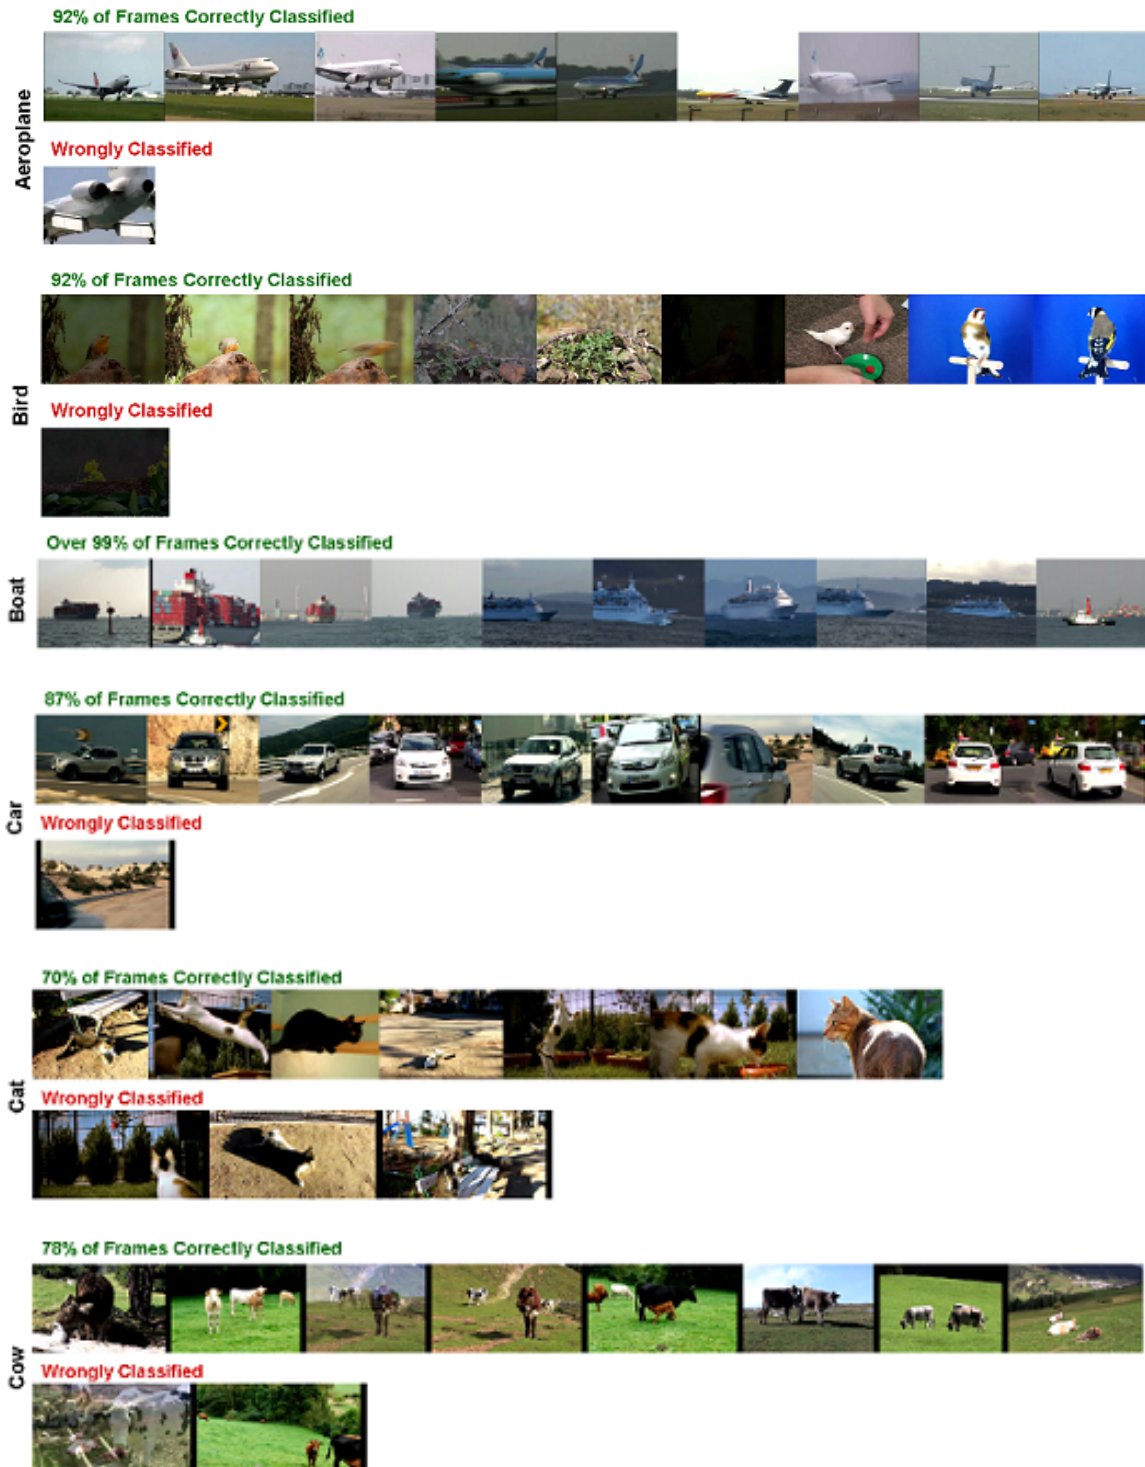 92% of Frames Correctly Classified
Aeroplane
Wrongly Classified
92% of Frames Correctly Classified
Bird
Wrongly Classified
Over 99% of Frames Correctly Classified
Boat
87% of Frames Correctly Classified
Car
Wrongly Classified
70% of Frames Correctly Classified
Cat
Wrongly Classified
78% of Frames Correctly Classified
Cow
Wrongly Classified